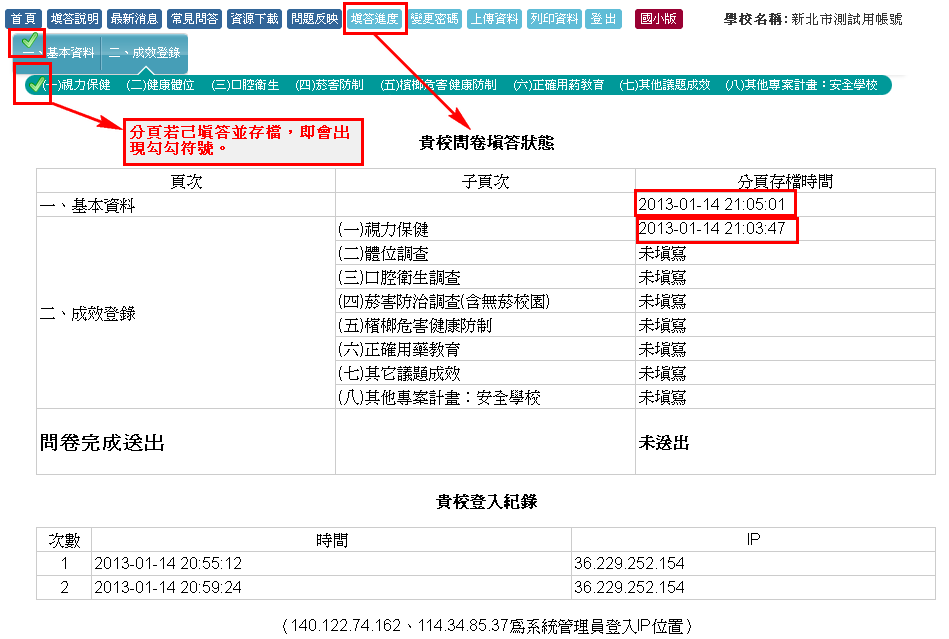 首 頁 填答說明 最新消息 常見問答 資源下載 問題反映 填答進度 變更密碼 上傳資料 列印資料 登 出 國小版 學校名稱: 新北市測試用帳號
一、基本資料 二、成效登錄
(一)視力保健 (二)健康體位 (三)口腔衛生 (四)菸害防制 (五)檳榔危害健康防制 (六)正確用葯教育 (七)其他議題成效 (八)其他專案計畫：安全學校
分頁若已填答並存檔，即會出
現勾勾符號。
貴校問卷填答狀態
頁次 子頁次 分頁存檔時間
一、基本資料 2013-01-14 21:05:01
(一)視力保健 2013-01-14 21:03:47
(二)體位調查 未填寫
(三)口腔衛生調查 未填寫
(四)菸害防治調查(含無菸校園) 未填寫
二、成效登錄
(五)檳榔危害健康防制 未填寫
(六)正確用藥教育 未填寫
(七)其它議題成效 未填寫
(八)其他專案計畫：安全學校 未填寫
問卷完成送出 未送出
貴校登入紀錄
次數 時間 IP
1 2013-01-14 20:55:12 36.229.252.154
2 2013-01-14 20:59:24 36.229.252.154
（140.122.74.162、114.34.85.37為系統管理員登入IP位置）